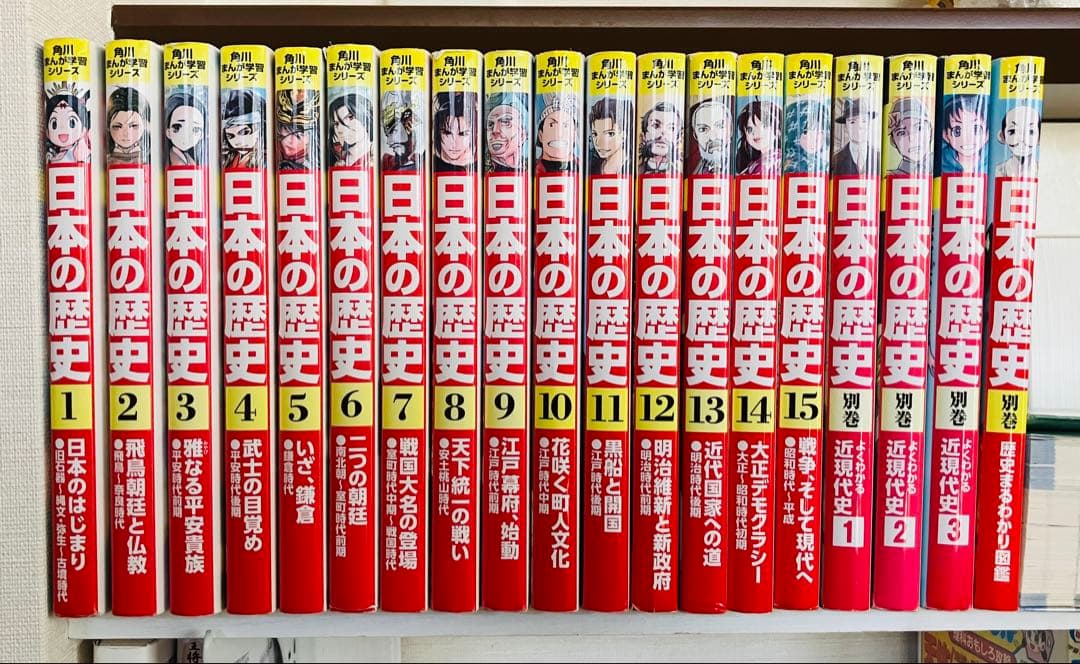 角川
まんが学習
シリーズ
日本の歴史
1
●日本のはじまり
旧石器～縄文・弥生～古墳時代
角川
まんが学習
シリーズ
日本の歴史
2
●飛鳥朝廷と仏教
飛鳥～奈良時代
角川
まんが学習
シリーズ
日本の歴史
3
●雅なる平安貴族
みやび
平安時代前期
角川
まんが学習
シリーズ
日本の歴史
4
●武士の目覚め
平安時代後期
角川
まんが学習
シリーズ
日本の歴史
5
●いざ、鎌倉
鎌倉時代
角川
まんが学習
シリーズ
日本の歴史
6
●二つの朝廷
南北朝～室町時代前期
角川
まんが学習
シリーズ
日本の歴史
7
●戦国大名の登場
室町時代中期～戦国時代
角川
まんが学習
シリーズ
日本の歴史
8
●天下統一の戦い
安土桃山時代
角川
まんが学習
シリーズ
日本の歴史
9
●江戸幕府、始動
江戸時代前期
角川
まんが学習
シリーズ
日本の歴史
10
●花咲く町人文化
江戸時代中期
角川
まんが学習
シリーズ
日本の歴史
11
●黒船と開国
江戸時代後期
角川
まんが学習
シリーズ
日本の歴史
12
●明治維新と新政府
明治時代前期
角川
まんが学習
シリーズ
日本の歴史
13
●近代国家への道
明治時代後期
角川
まんが学習
シリーズ
日本の歴史
14
●大正デモクラシー
大正～昭和時代初期
角川
まんが学習
シリーズ
日本の歴史
15
●戦争、そして現代へ
昭和時代～平成
角川
まんが学習
シリーズ
日本の歴史
別巻
よくわかる
近現代史
1
角川
まんが学習
シリーズ
日本の歴史
別巻
よくわかる
近現代史
2
角川
まんが学習
シリーズ
日本の歴史
別巻
よくわかる
近現代史
3
角川
まんが学習
シリーズ
日本の歴史
別巻
歴史まるわかり図鑑
王将
理科おもしろ攻略